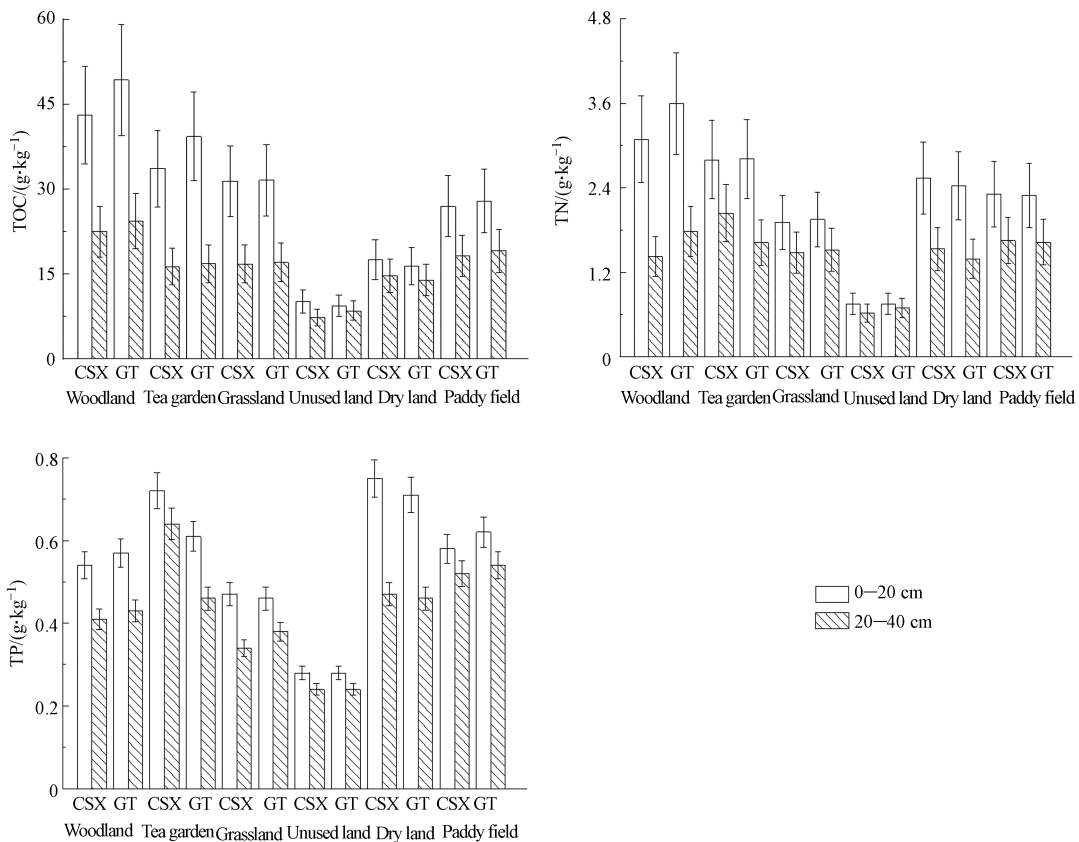 60
45
30
15
0
TOC/(g·kg⁻¹)
CSX GT CSX GT CSX GT CSX GT CSX GT CSX GT
Woodland Tea garden Grassland Unused land Dry land Paddy field
4.8
3.6
2.4
1.2
0
TN/(g·kg⁻¹)
CSX GT CSX GT CSX GT CSX GT CSX GT CSX GT
Woodland Tea garden Grassland Unused land Dry land Paddy field
0.8
0.6
0.4
0.2
0
TP/(g·kg⁻¹)
CSX GT CSX GT CSX GT CSX GT CSX GT CSX GT
Woodland Tea garden Grassland Unused land Dry land Paddy field
0—20 cm
20—40 cm